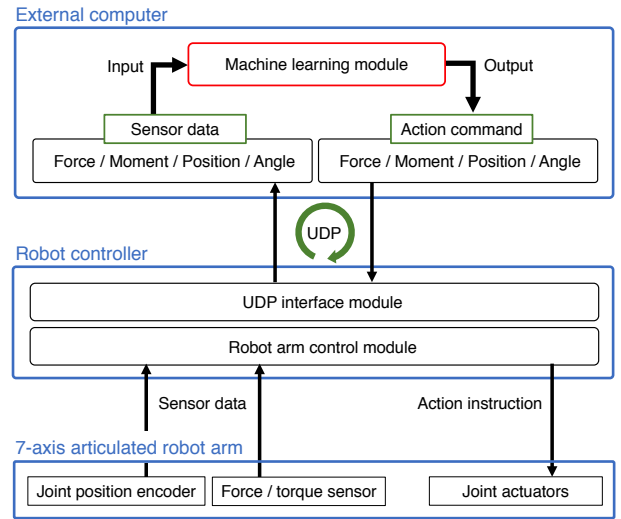 External computer
Input
Machine learning module
Output
Sensor data
Action command
Force / Moment / Position / Angle
Force / Moment / Position / Angle
UDP
Robot controller
UDP interface module
Robot arm control module
Sensor data
Action instruction
7-axis articulated robot arm
Joint position encoder
Force / torque sensor
Joint actuators